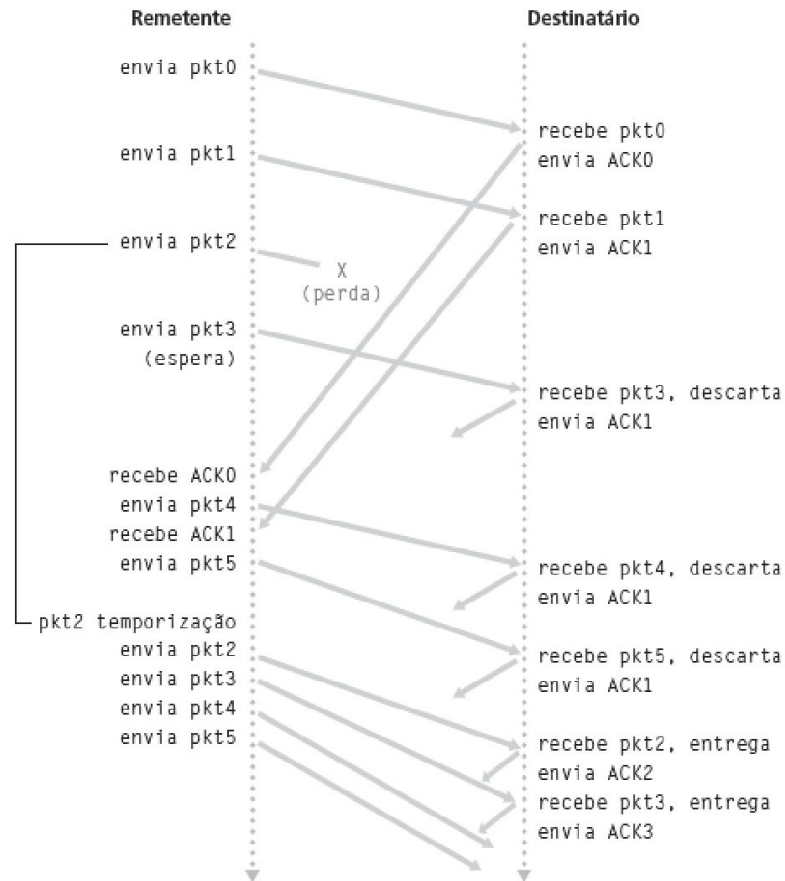 Remetente
Destinatário
envia pkt0
recebe pkt0
envia ACK0
envia pkt1
recebe pkt1
envia ACK1
envia pkt2
X
(perda)
envia pkt3
(espera)
recebe pkt3, descarta
envia ACK1
recebe ACK0
envia pkt4
recebe ACK1
envia pkt5
recebe pkt4, descarta
envia ACK1
pkt2 temporização
envia pkt2
envia pkt3
envia pkt4
envia pkt5
recebe pkt5, descarta
envia ACK1
recebe pkt2, entrega
envia ACK2
recebe pkt3, entrega
envia ACK3